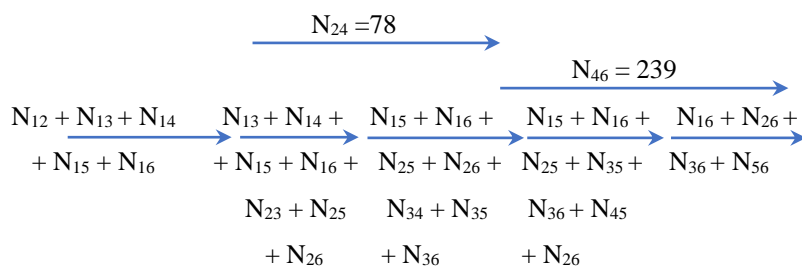 N₂₄ =78
N₄₆ = 239
N₁₂ + N₁₃ + N₁₄ N₁₃ + N₁₄ + N₁₅ + N₁₆ + N₁₅ + N₁₆ + N₁₆ + N₂₆ +
+ N₁₅ + N₁₆ + N₁₅ + N₁₆ + N₂₅ + N₂₆ + N₂₅ + N₃₅ + N₃₆ + N₅₆
N₂₃ + N₂₅ N₃₄ + N₃₅ N₃₆ + N₄₅
+ N₂₆ + N₃₆ + N₂₆